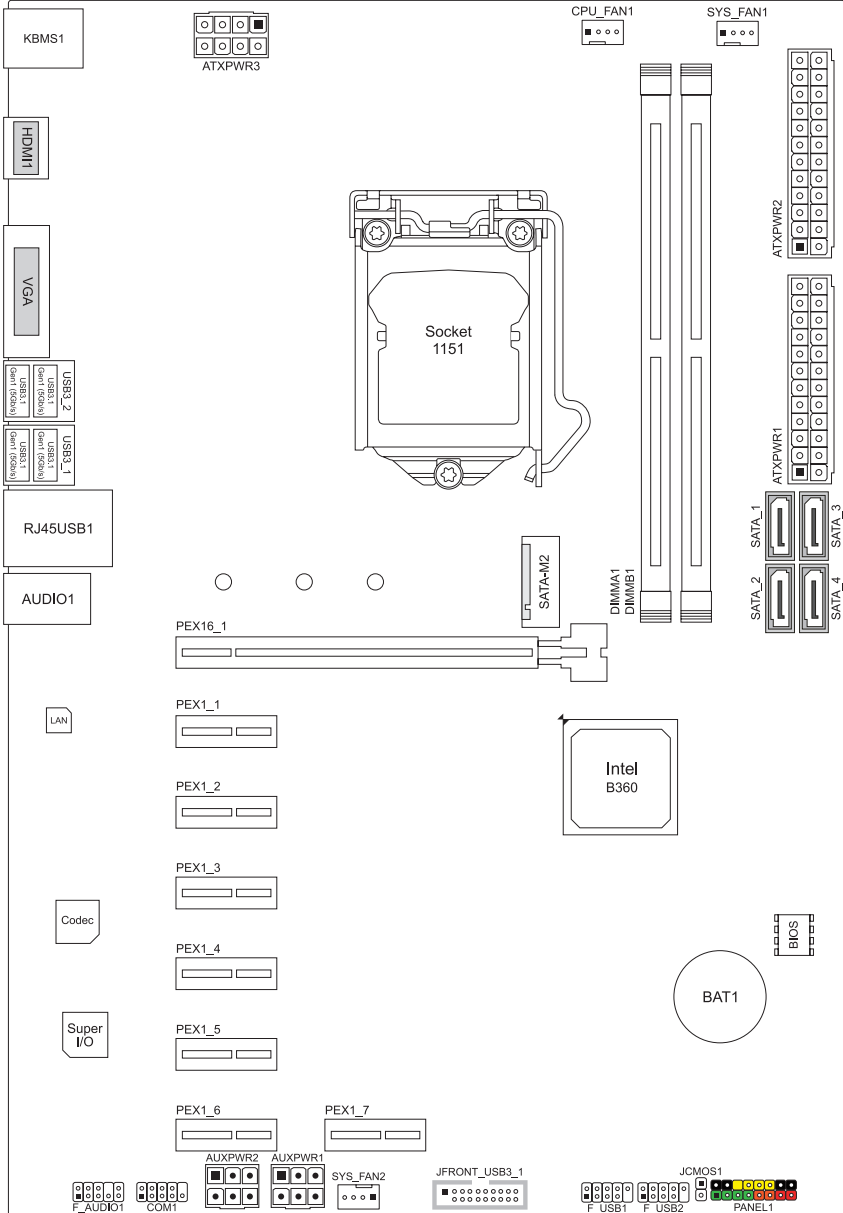 CPU_FAN1
SYS_FAN1
KBMS1
ATXPWR3
HDMI1
ATXPWR2
VGA
Socket
1151
USB3_2
USB3.1
Gen1 (5Gb/s)
USB3.1
Gen1 (5Gb/s)
USB3_1
USB3.1
Gen1 (5Gb/s)
USB3.1
Gen1 (5Gb/s)
ATXPWR1
RJ45USB1
SATA_1
SATA_3
AUDIO1
SATA-M2
DIMMA1
DIMMB1
SATA_2
SATA_4
PEX16_1
LAN
PEX1_1
Intel
B360
PEX1_2
PEX1_3
Codec
BIOS
PEX1_4
BAT1
Super
I/O
PEX1_5
PEX1_6
PEX1_7
AUXPWR2
AUXPWR1
SYS_FAN2
JFRONT_USB3_1
JCMOS1
F_AUDIO1
COM1
F_USB1
F_USB2
PANEL1